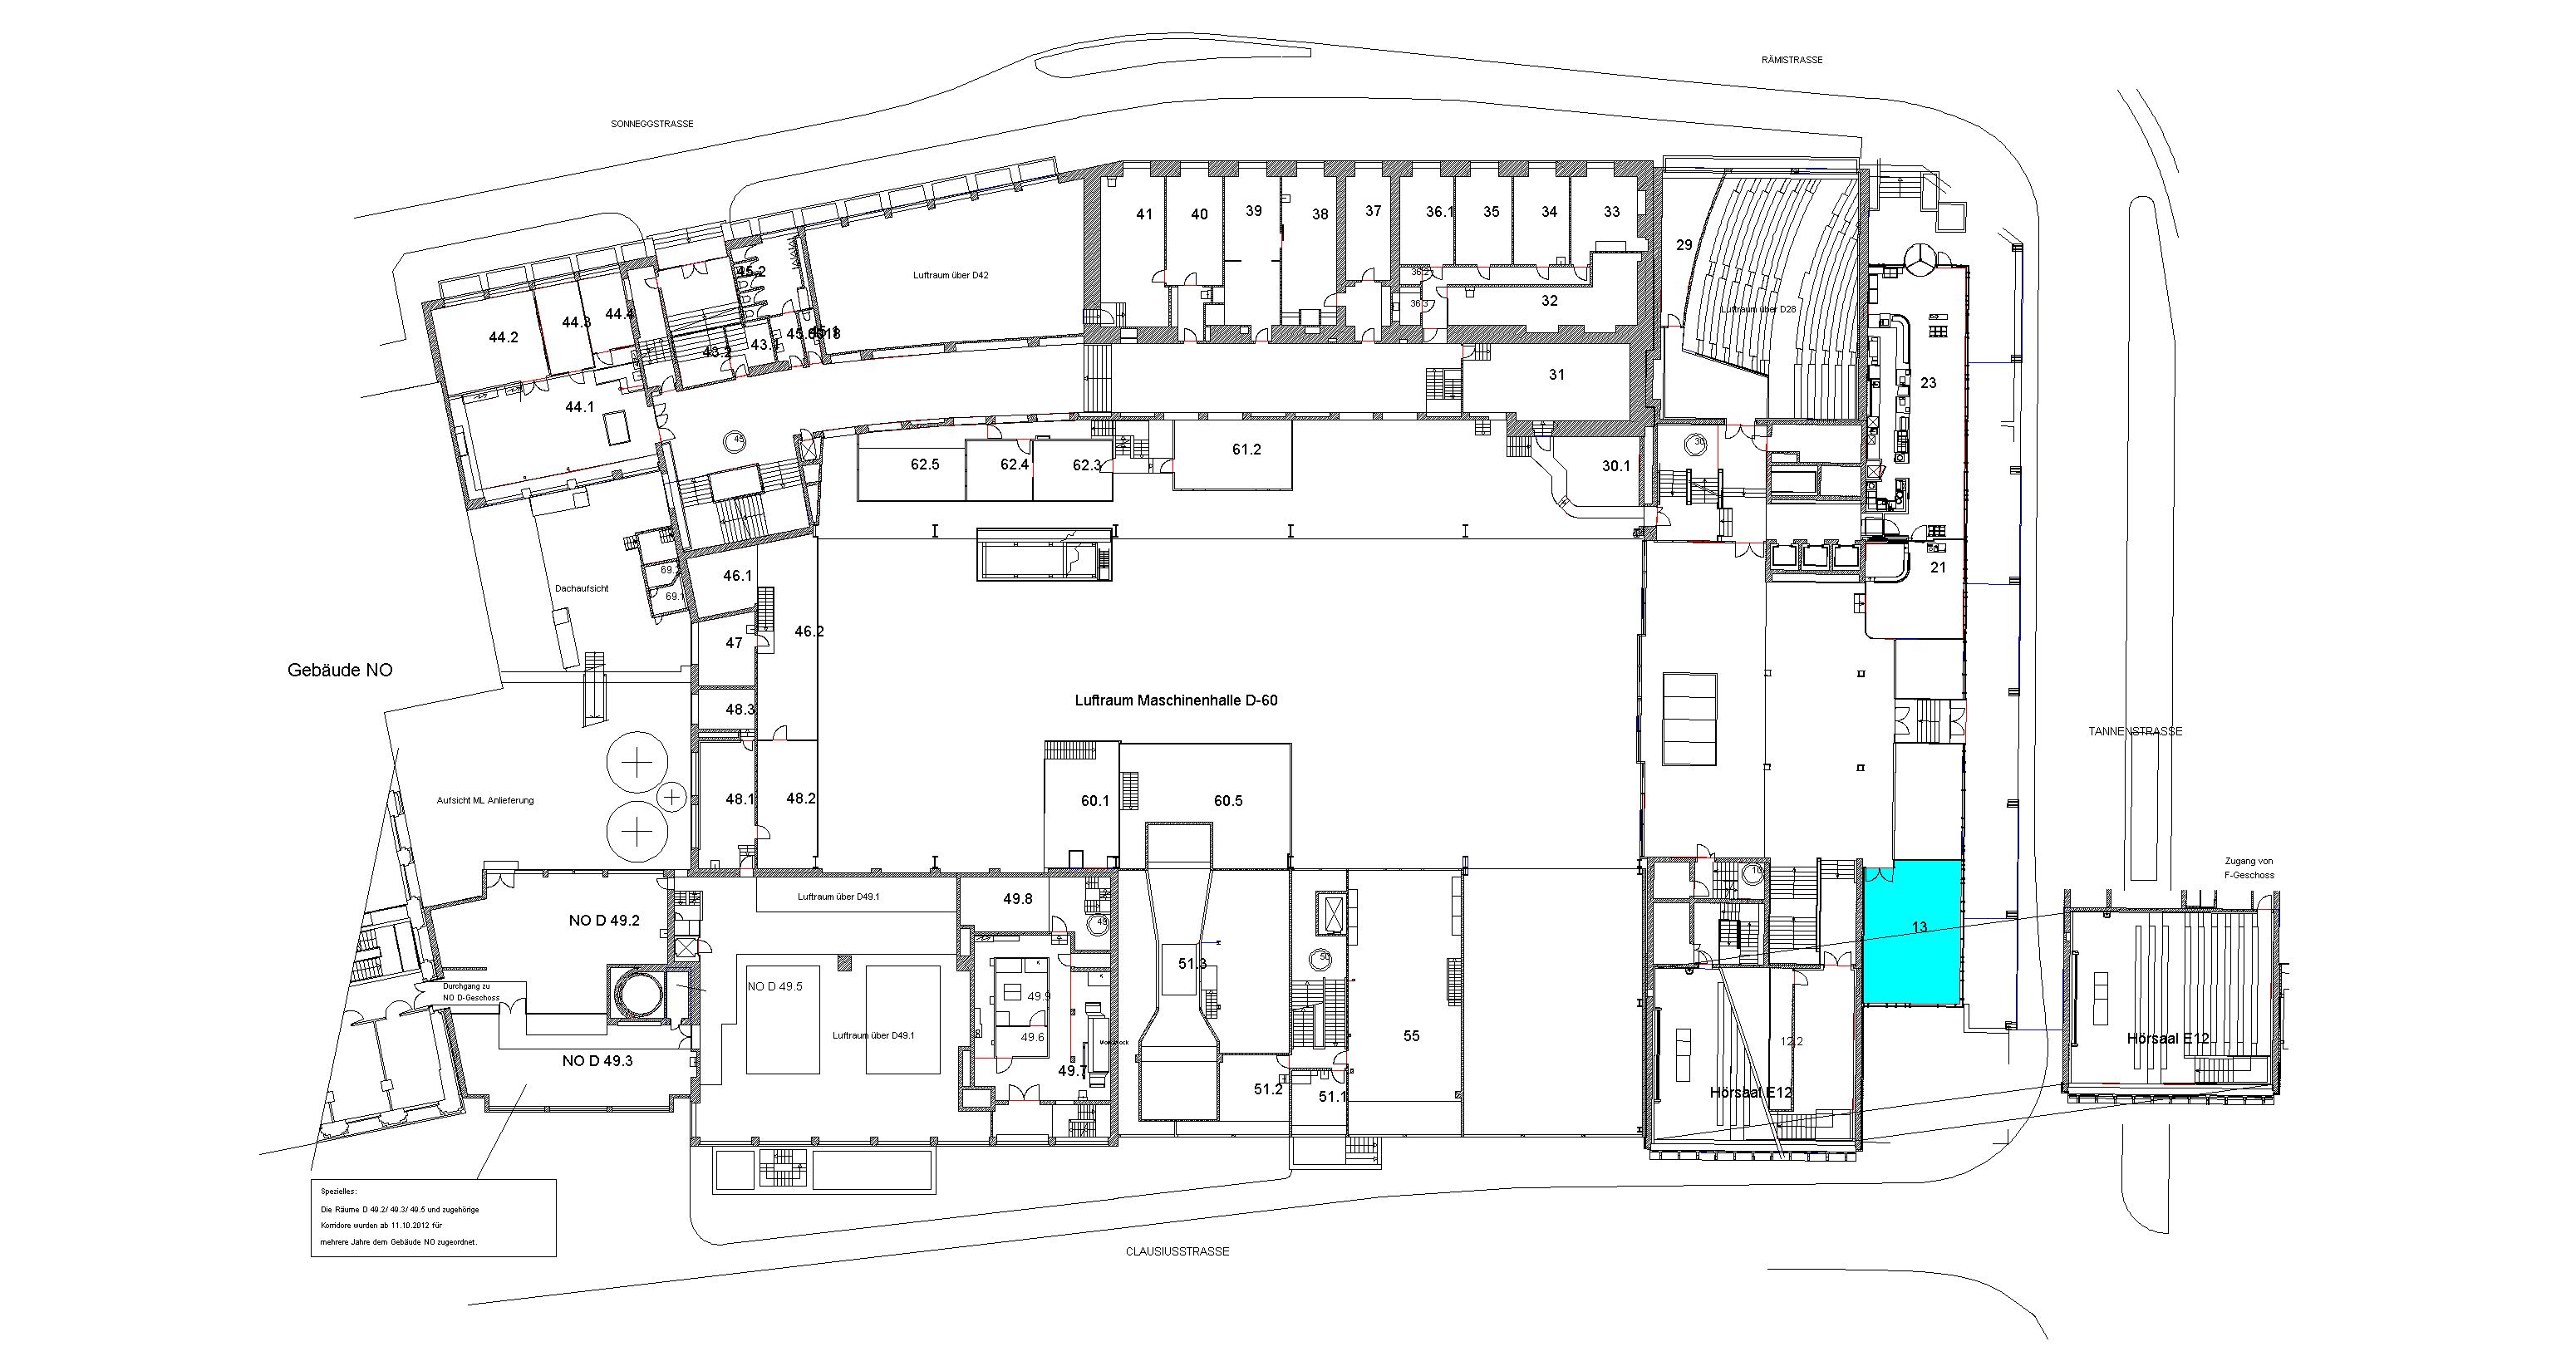 RÄMISTRASSE
SONNEGGSTRASSE
41
40
39
38
37
36.1
35
34
33
29
45.2
Luftraum über D42
36.2
36.3
32
Luftraum über D28
44.4
44.3
44.2
43.1
43.2
31
23
44.1
45
30
61.2
62.5
62.4
62.3
30.1
46.1
69.1
21
Dachaufsicht
46.2
47
Gebäude NO
48.3
Luftraum Maschinenhalle D-60
TANNENSTRASSE
Aufsicht ML Anlieferung
48.1
48.2
60.1
60.5
Zugang von
F-Geschoss
10
Luftraum über D49.1
49.8
NO D 49.2
49
13
50
51.3
Durchgang zu
NO D-Geschoss
NO D 49.5
49.9
Luftraum über D49.1
49.6
55
12.2
Hörsaal E12
NO D 49.3
49.7
51.2
51.1
Hörsaal E12
Spezielles:
Die Räume D 49.2/ 49.3/ 49.5 und zugehörige
Korridore wurden ab 11.10.2012 für
mehrere Jahre dem Gebäude NO zugeordnet.
CLAUSIUSSTRASSE